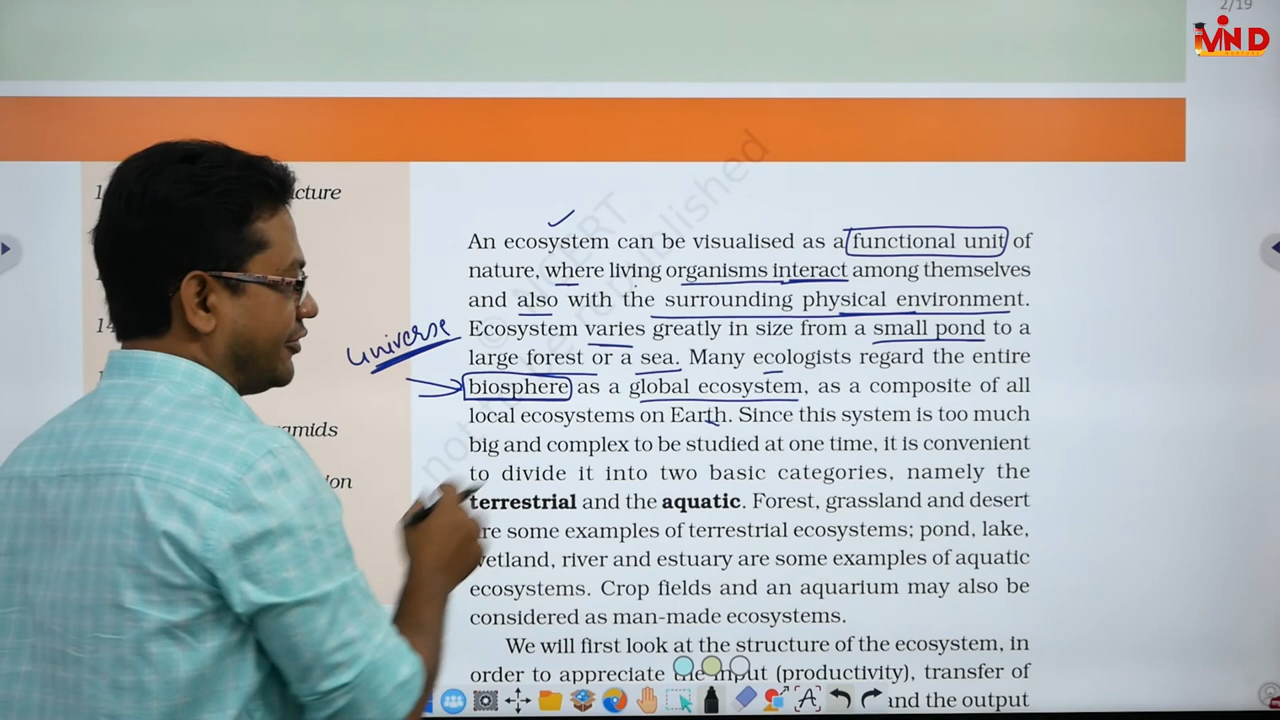 2/19
MIND
cture
An ecosystem can be visualised as a functional unit of
nature, where living organisms interact among themselves
and also with the surrounding physical environment.
universe
Ecosystem varies greatly in size from a small pond to a
large forest or a sea. Many ecologists regard the entire
biosphere as a global ecosystem, as a composite of all
local ecosystems on Earth. Since this system is too much
amids
big and complex to be studied at one time, it is convenient
to divide it into two basic categories, namely the
ion
terrestrial and the aquatic. Forest, grassland and desert
are some examples of terrestrial ecosystems; pond, lake,
wetland, river and estuary are some examples of aquatic
ecosystems. Crop fields and an aquarium may also be
considered as man-made ecosystems.
We will first look at the structure of the ecosystem, in
order to appreciate the input (productivity), transfer of
and the output